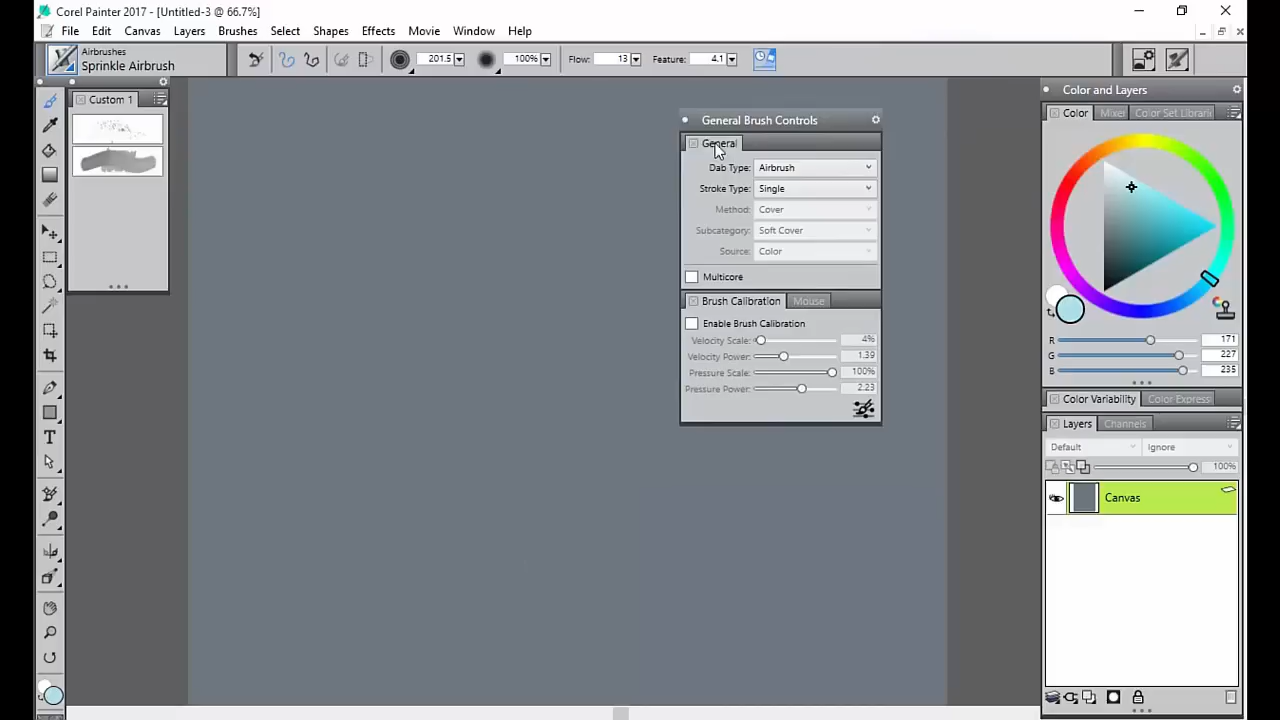 Corel Painter 2017 - [Untitled-3 @ 66.7%]
File Edit Canvas Layers Brushes Select Shapes Effects Movie Window Help
Airbrushes
Sprinkle Airbrush
201.5 100% Flow: 13 Feature: 4.1
Custom 1
General Brush Controls
General
Dab Type: Airbrush
Stroke Type: Single
Method: Cover
Subcategory: Soft Cover
Source: Color
Multicore
Brush Calibration Mouse
Enable Brush Calibration
Velocity Scale: 4%
Velocity Power: 1.39
Pressure Scale: 100%
Pressure Power: 2.23
Color and Layers
Color Mixer Color Set Librari
R 171
G 227
B 235
Color Variability Color Express
Layers Channels
Default Ignore
100%
Canvas
T